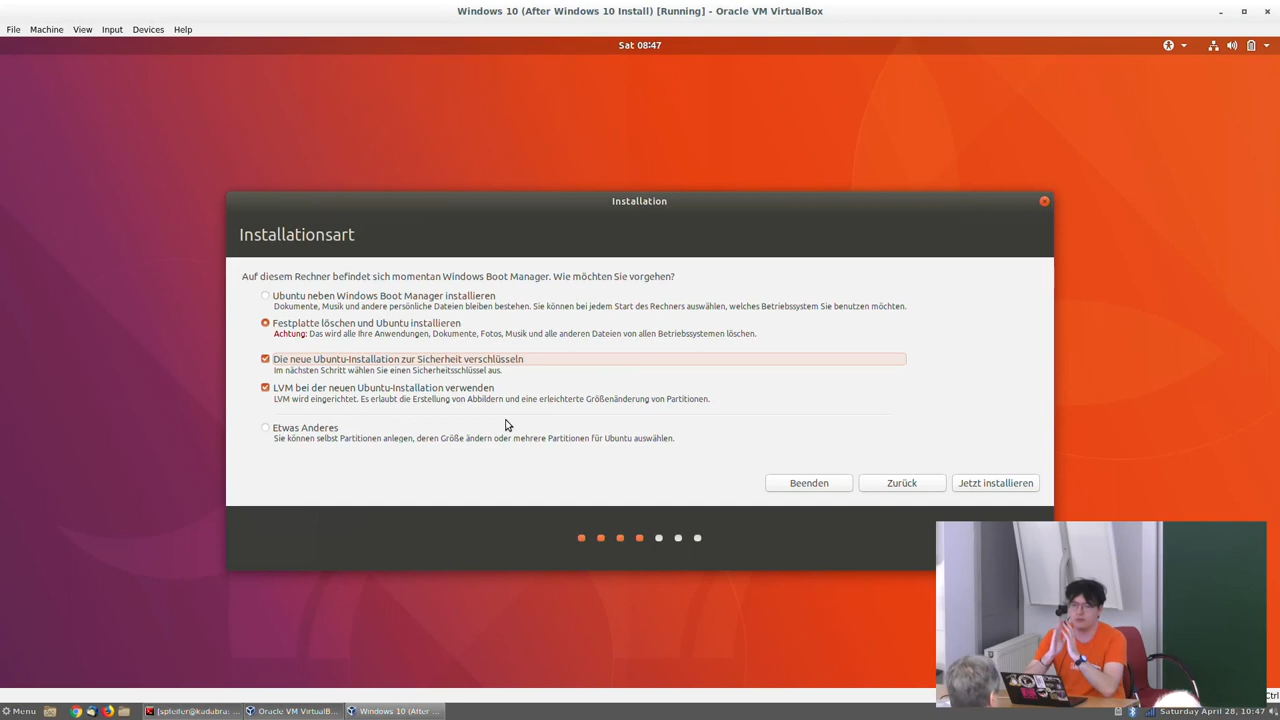 Windows 10 (After Windows 10 Install) [Running] - Oracle VM VirtualBox
File Machine View Input Devices Help
Sat 08:47
Installation
Installationsart
Auf diesem Rechner befindet sich momentan Windows Boot Manager. Wie möchten Sie vorgehen?
Ubuntu neben Windows Boot Manager installieren
Dokumente, Musik und andere persönliche Dateien bleiben bestehen. Sie können bei jedem Start des Rechners auswählen, welches Betriebssystem Sie benutzen möchten.
Festplatte löschen und Ubuntu installieren
Achtung: Das wird alle Ihre Anwendungen, Dokumente, Fotos, Musik und alle anderen Dateien von allen Betriebssystemen löschen.
Die neue Ubuntu-Installation zur Sicherheit verschlüsseln
Im nächsten Schritt wählen Sie einen Sicherheitsschlüssel aus.
LVM bei der neuen Ubuntu-Installation verwenden
LVM wird eingerichtet. Es erlaubt die Erstellung von Abbildern und eine erleichterte Größenänderung von Partitionen.
Etwas Anderes
Sie können selbst Partitionen anlegen, deren Größe ändern oder mehrere Partitionen für Ubuntu auswählen.
Beenden Zurück Jetzt installieren
Ctrl
Menu [spfeifer@kadabra: ... Oracle VM VirtualB... Windows 10 (After ... Saturday April 28, 10:47